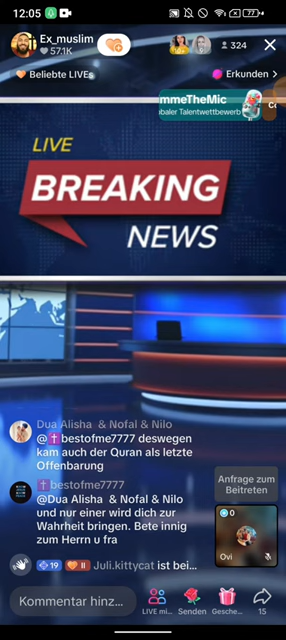 12:05
77
Ex_muslim
57.1K
324
Beliebte LIVEs
Erkunden >
mmeTheMic
baler Talentwettbewerb
LIVE
BREAKING
NEWS
Dua Alisha & Nofal & Nilo
@✝️bestofme7777 deswegen
kam auch der Quran als letzte
Offenbarung
✝️bestofme7777
@Dua Alisha & Nofal & Nilo
und nur einer wird dich zur
Wahrheit bringen. Bete innig
zum Herrn u fra
Anfrage zum
Beitreten
0
Ovi
19
II
Juli.kittycat ist bei...
Kommentar hinz...
LIVE mi...
Senden
Gesche...
15